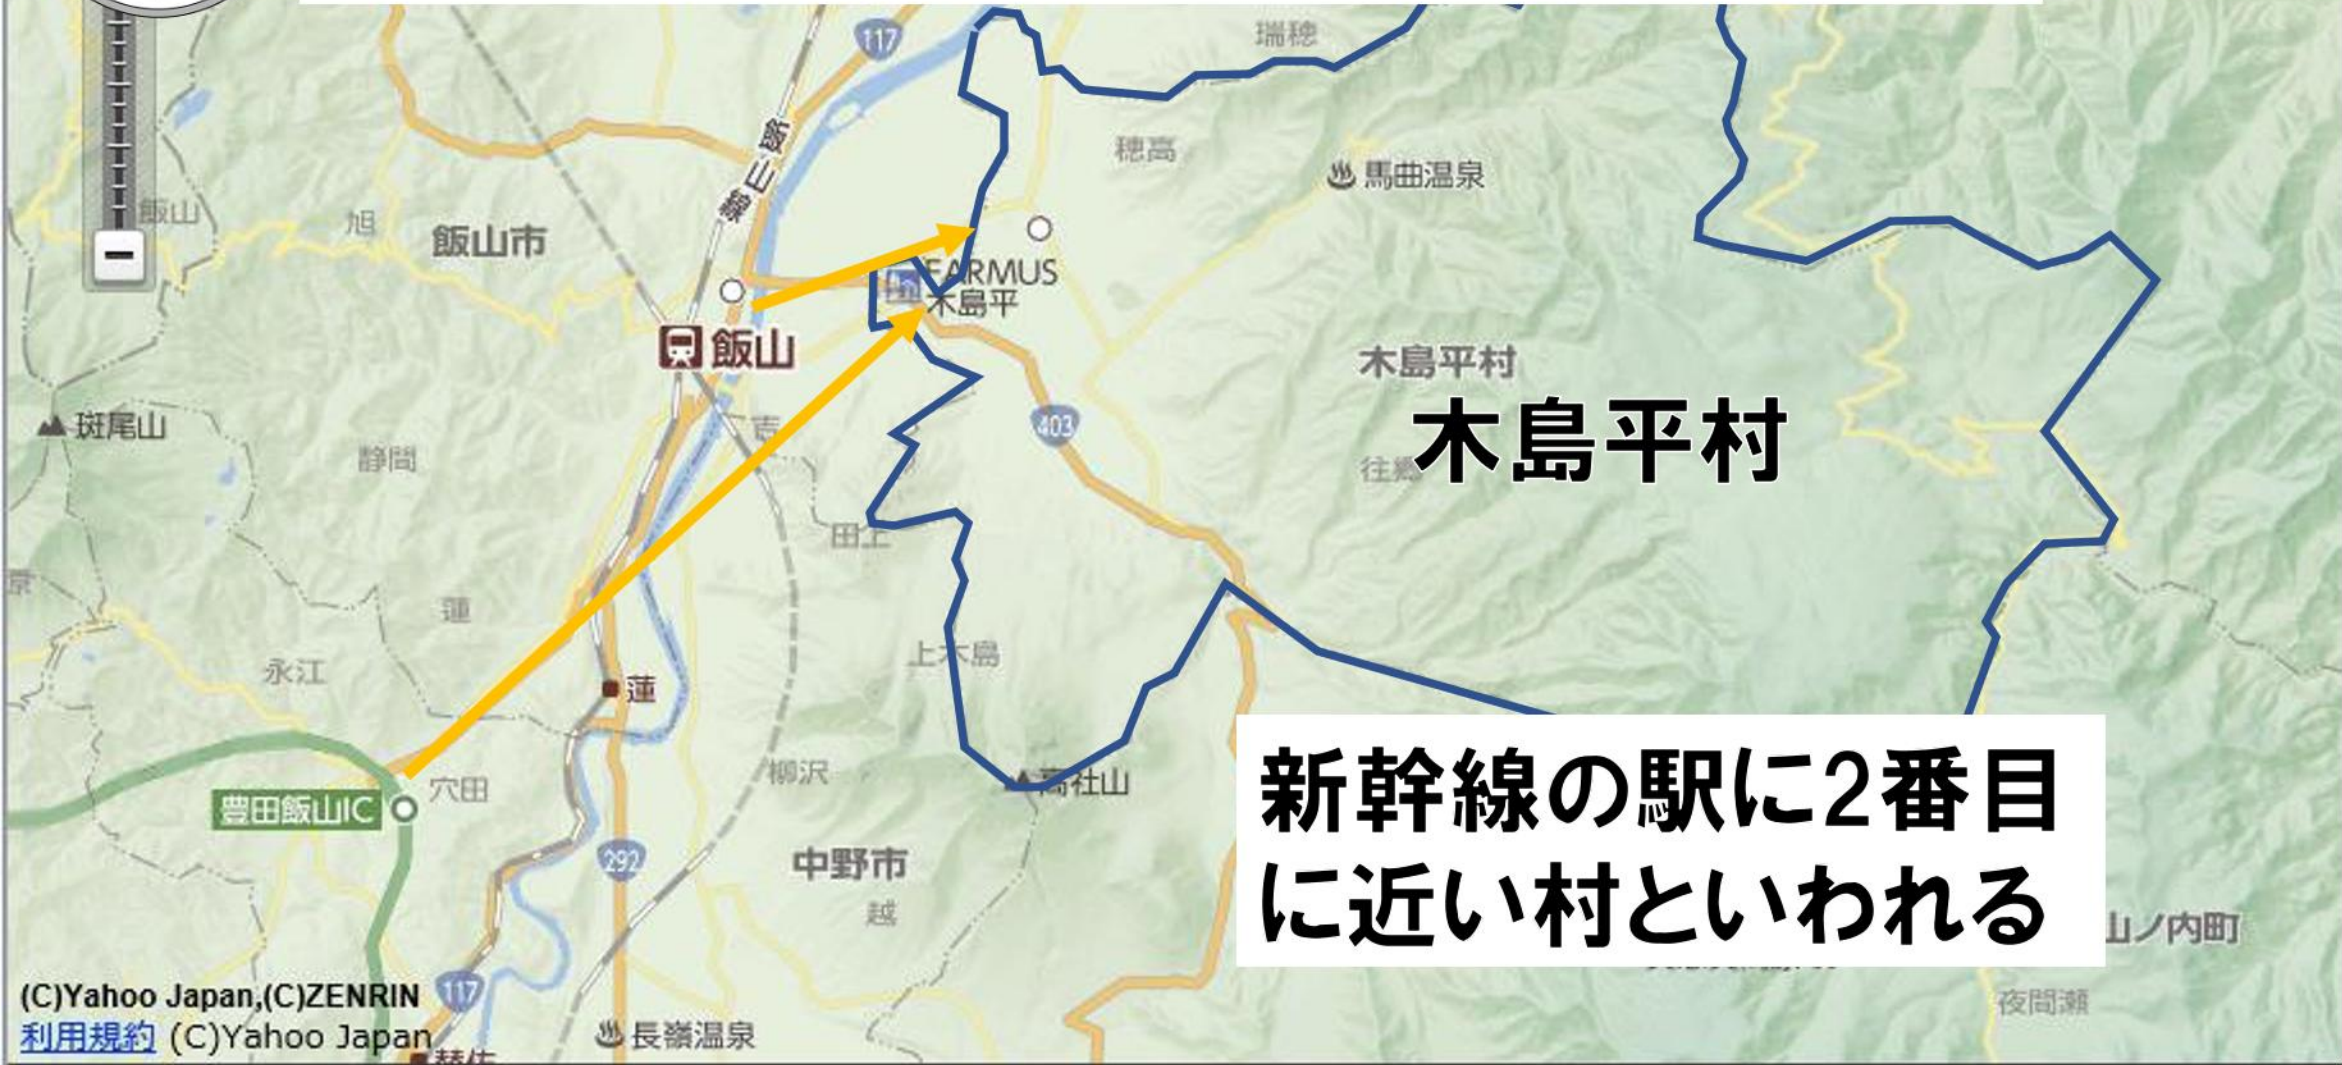 117
瑞穂
穂高
馬曲温泉
飯山線
飯山
旭
飯山市
FARMUS
木島平
飯山
木島平村
木島平村
往郷
403
斑尾山
静間
田上
蓮
上木島
永江
蓮
穴田
柳沢
高社山
豊田飯山IC
新幹線の駅に2番目
に近い村といわれる
292
中野市
越
山ノ内町
夜間瀬
(C)Yahoo Japan,(C)ZENRIN
117
利用規約 (C)Yahoo Japan
長嶺温泉
替佐